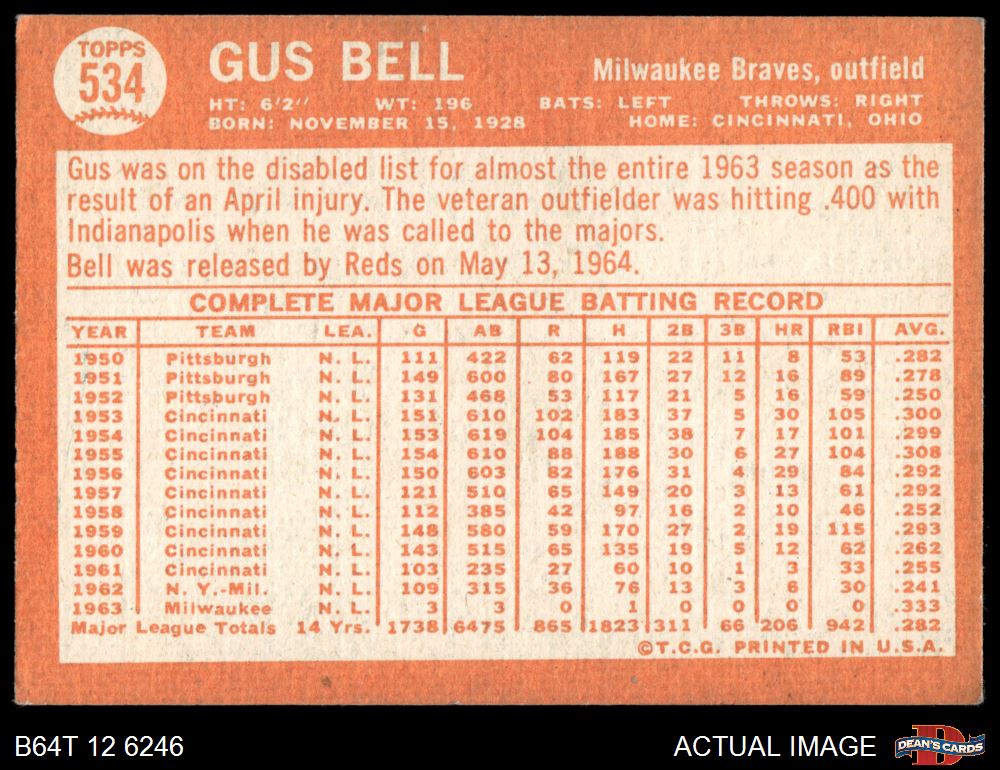 TOPPS
534
GUS BELL
Milwaukee Braves, outfield
HT: 6'2" WT: 196 BATS: LEFT THROWS: RIGHT
BORN: NOVEMBER 15, 1928 HOME: CINCINNATI, OHIO
Gus was on the disabled list for almost the entire 1963 season as the
result of an April injury. The veteran outfielder was hitting .400 with
Indianapolis when he was called to the majors.
Bell was released by Reds on May 13, 1964.
COMPLETE MAJOR LEAGUE BATTING RECORD
YEAR TEAM LEA. G AB R H 2B 3B HR RBI AVG.
1950 Pittsburgh N. L. 111 422 62 119 22 11 8 53 .282
1951 Pittsburgh N. L. 149 600 80 167 27 12 16 89 .278
1952 Pittsburgh N. L. 131 468 53 117 21 5 16 59 .250
1953 Cincinnati N. L. 151 610 102 183 37 5 30 105 .300
1954 Cincinnati N. L. 153 619 104 185 38 7 17 101 .299
1955 Cincinnati N. L. 154 610 88 188 30 6 27 104 .308
1956 Cincinnati N. L. 150 603 82 176 31 4 29 84 .292
1957 Cincinnati N. L. 121 510 65 149 20 3 13 61 .292
1958 Cincinnati N. L. 112 385 42 97 16 2 10 46 .252
1959 Cincinnati N. L. 148 580 59 170 27 2 19 115 .293
1960 Cincinnati N. L. 143 515 65 135 19 5 12 62 .262
1961 Cincinnati N. L. 103 235 27 60 10 1 3 33 .255
1962 N. Y.-Mil. N. L. 109 315 36 76 13 3 6 30 .241
1963 Milwaukee N. L. 3 3 0 1 0 0 0 0 .333
Major League Totals 14 Yrs. 1738 6475 865 1823 311 66 206 942 .282
©T.C.G. PRINTED IN U.S.A.
B64T 12 6246
ACTUAL IMAGE
DEAN'S CARDS